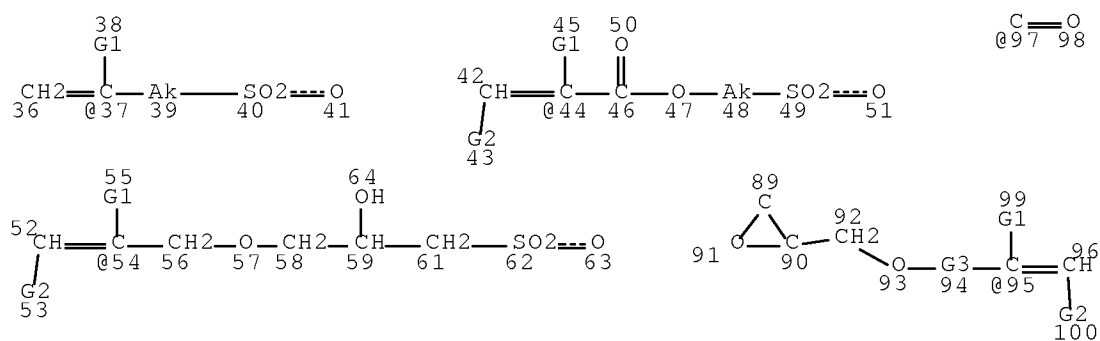 38 45 50 C O
G1 G1 O @97 98
CH2 C Ak SO2 O 42 CH C C O Ak SO2 O
36 @37 39 40 41 @44 46 47 48 49 51
G2
43
55 64 89 99
G1 OH C 92 G1
52 CH C CH2 O CH2 CH CH2 SO2 O O C CH2 96
@54 56 57 58 59 61 62 63 91 90 O G3 C CH
G2 93 94 @95
53 G2
100